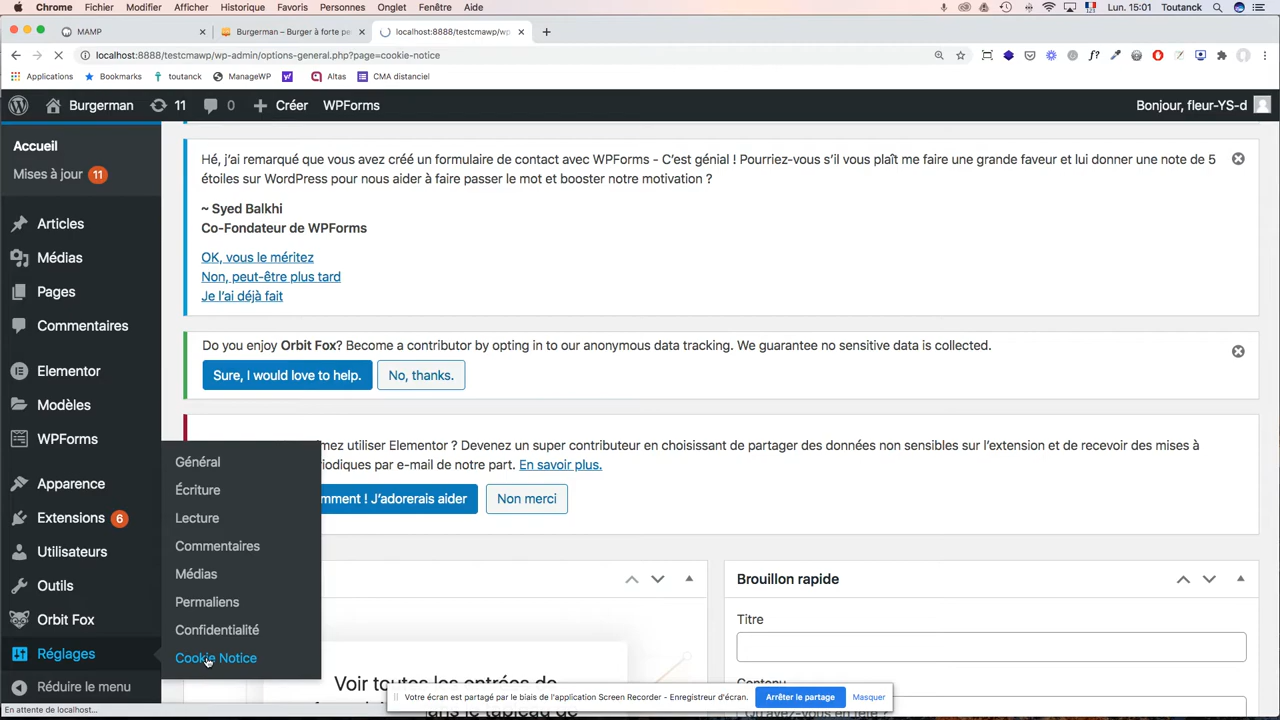 Chrome Fichier Modifier Afficher Historique Favoris Personnes Onglet Fenêtre Aide Lun. 15:01 Toutanck
MAMP
Burgerman – Burger à forte pe
localhost:8888/testcmawp/wp
localhost:8888/testcmawp/wp-admin/options-general.php?page=cookie-notice
Applications Bookmarks toutanck ManageWP Altas CMA distanciel
Burgerman 11 0 Créer WPForms Bonjour, fleur-YS-d
Accueil
Mises à jour 11
Articles
Médias
Pages
Commentaires
Elementor
Modèles
WPForms
Apparence
Extensions 6
Utilisateurs
Outils
Orbit Fox
Réglages
Réduire le menu
En attente de localhost...
Général
Écriture
Lecture
Commentaires
Médias
Permaliens
Confidentialité
Cookie Notice
Hé, j’ai remarqué que vous avez créé un formulaire de contact avec WPForms - C’est génial ! Pourriez-vous s’il vous plaît me faire une grande faveur et lui donner une note de 5
étoiles sur WordPress pour nous aider à faire passer le mot et booster notre motivation ?
~ Syed Balkhi
Co-Fondateur de WPForms
OK, vous le méritez
Non, peut-être plus tard
Je l’ai déjà fait
Do you enjoy Orbit Fox? Become a contributor by opting in to our anonymous data tracking. We guarantee no sensitive data is collected.
Sure, I would love to help. No, thanks.
mez utiliser Elementor ? Devenez un super contributeur en choisissant de partager des données non sensibles sur l’extension et de recevoir des mises à
riodiques par e-mail de notre part. En savoir plus.
mment ! J’adorerais aider Non merci
Brouillon rapide
Titre
Contenu
Voir toutes les entrées de
dans le tableau de
Votre écran est partagé par le biais de l'application Screen Recorder – Enregistreur d'écran. Arrêter le partage Masquer